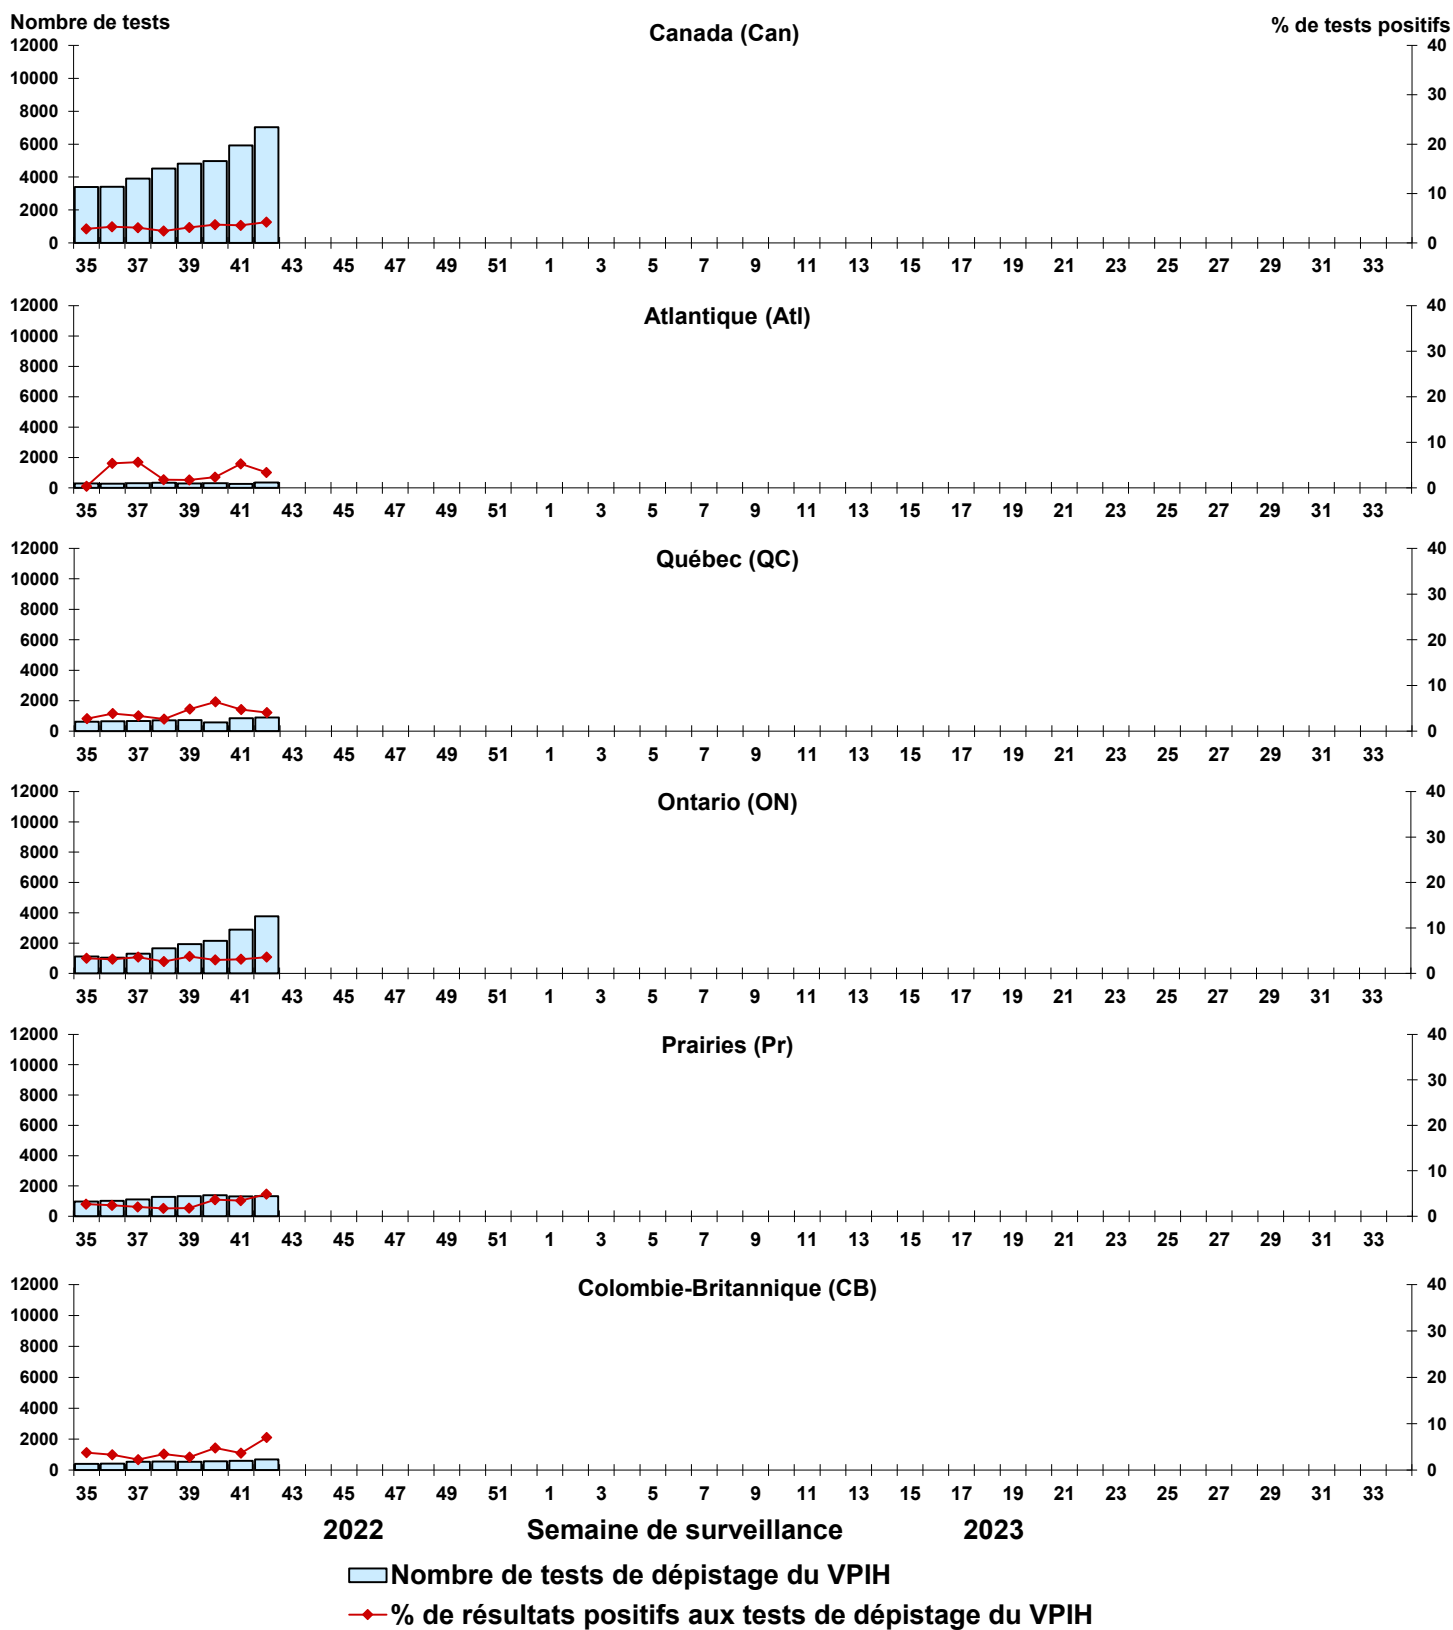 Nombre de tests
Canada (Can)
% de tests positifs
12000 10000 8000 6000 4000 2000 0
40 30 20 10 0
35 37 39 41 43 45 47 49 51 1 3 5 7 9 11 13 15 17 19 21 23 25 27 29 31 33
Atlantique (Atl)
12000 10000 8000 6000 4000 2000 0
40 30 20 10 0
35 37 39 41 43 45 47 49 51 1 3 5 7 9 11 13 15 17 19 21 23 25 27 29 31 33
Québec (QC)
12000 10000 8000 6000 4000 2000 0
40 30 20 10 0
35 37 39 41 43 45 47 49 51 1 3 5 7 9 11 13 15 17 19 21 23 25 27 29 31 33
Ontario (ON)
12000 10000 8000 6000 4000 2000 0
40 30 20 10 0
35 37 39 41 43 45 47 49 51 1 3 5 7 9 11 13 15 17 19 21 23 25 27 29 31 33
Prairies (Pr)
12000 10000 8000 6000 4000 2000 0
40 30 20 10 0
35 37 39 41 43 45 47 49 51 1 3 5 7 9 11 13 15 17 19 21 23 25 27 29 31 33
Colombie-Britannique (CB)
12000 10000 8000 6000 4000 2000 0
40 30 20 10 0
35 37 39 41 43 45 47 49 51 1 3 5 7 9 11 13 15 17 19 21 23 25 27 29 31 33
2022 Semaine de surveillance 2023
Nombre de tests de dépistage du VPIH
% de résultats positifs aux tests de dépistage du VPIH